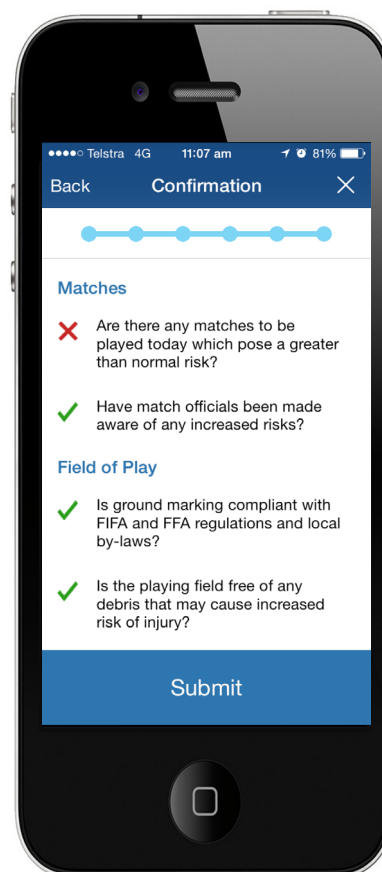 Telstra 4G 11:07 am 81%
Back Confirmation
Matches
Are there any matches to be
played today which pose a greater
than normal risk?
Have match officials been made
aware of any increased risks?
Field of Play
Is ground marking compliant with
FIFA and FFA regulations and local
by-laws?
Is the playing field free of any
debris that may cause increased
risk of injury?
Submit